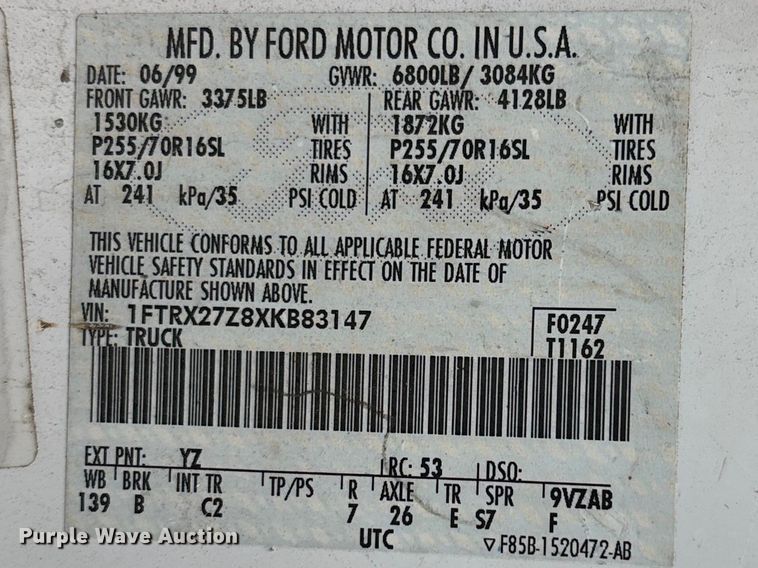 MFD. BY FORD MOTOR CO. IN U.S.A.
DATE: 06/99 GVWR: 6800LB/ 3084KG
FRONT GAWR: 3375LB REAR GAWR: 4128LB
1530KG WITH 1872KG WITH
P255/70R16SL TIRES P255/70R16SL TIRES
16X7.0J RIMS 16X7.0J RIMS
AT 241 kPa/35 PSI COLD AT 241 kPa/35 PSI COLD
THIS VEHICLE CONFORMS TO ALL APPLICABLE FEDERAL MOTOR
VEHICLE SAFETY STANDARDS IN EFFECT ON THE DATE OF
MANUFACTURE SHOWN ABOVE.
VIN: 1FTRX27Z8XKB83147 F0247
TYPE: TRUCK T1162
EXT PNT: YZ RC: 53 DSO:
WB BRK INT TR TP/PS R AXLE TR SPR 9VZAB
139 B C2 7 26 E S7 F
UTC ▽F85B-1520472-AB
Purple Wave Auction